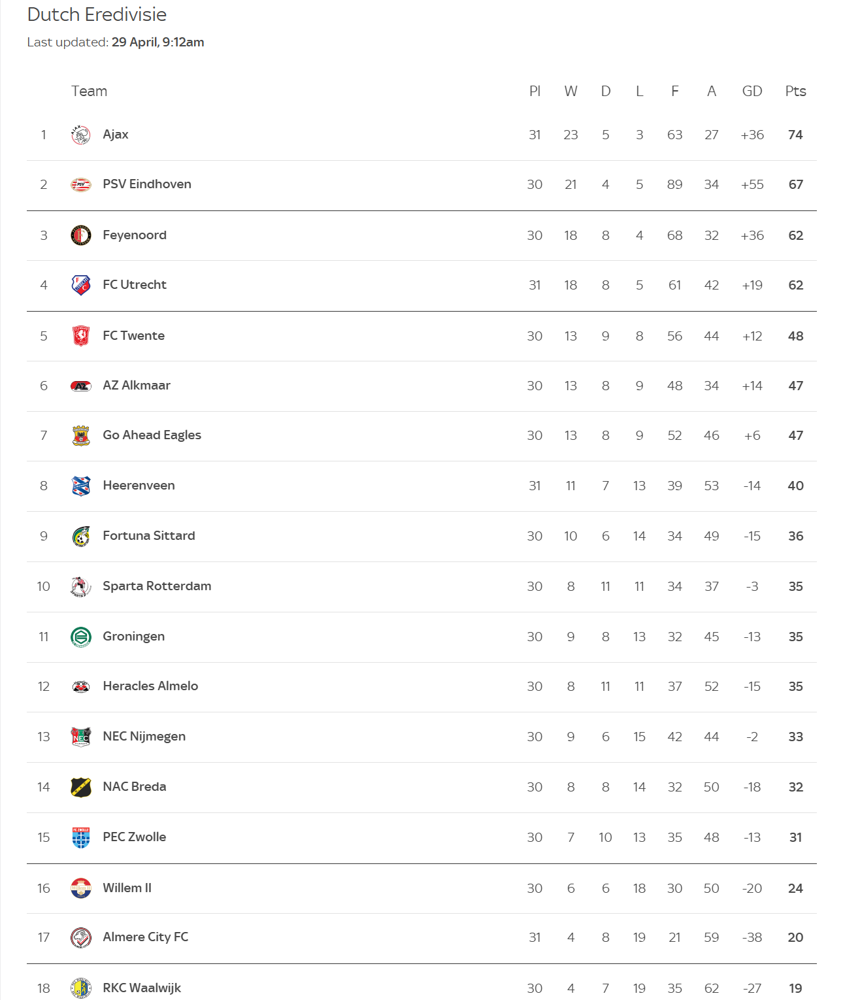 Dutch Eredivisie
Last updated: 29 April, 9:12am
Team Pl W D L F A GD Pts
1 Ajax 31 23 5 3 63 27 +36 74
2 PSV Eindhoven 30 21 4 5 89 34 +55 67
3 Feyenoord 30 18 8 4 68 32 +36 62
4 FC Utrecht 31 18 8 5 61 42 +19 62
5 FC Twente 30 13 9 8 56 44 +12 48
6 AZ Alkmaar 30 13 8 9 48 34 +14 47
7 Go Ahead Eagles 30 13 8 9 52 46 +6 47
8 Heerenveen 31 11 7 13 39 53 -14 40
9 Fortuna Sittard 30 10 6 14 34 49 -15 36
10 Sparta Rotterdam 30 8 11 11 34 37 -3 35
11 Groningen 30 9 8 13 32 45 -13 35
12 Heracles Almelo 30 8 11 11 37 52 -15 35
13 NEC Nijmegen 30 9 6 15 42 44 -2 33
14 NAC Breda 30 8 8 14 32 50 -18 32
15 PEC Zwolle 30 7 10 13 35 48 -13 31
16 Willem II 30 6 6 18 30 50 -20 24
17 Almere City FC 31 4 8 19 21 59 -38 20
18 RKC Waalwijk 30 4 7 19 35 62 -27 19